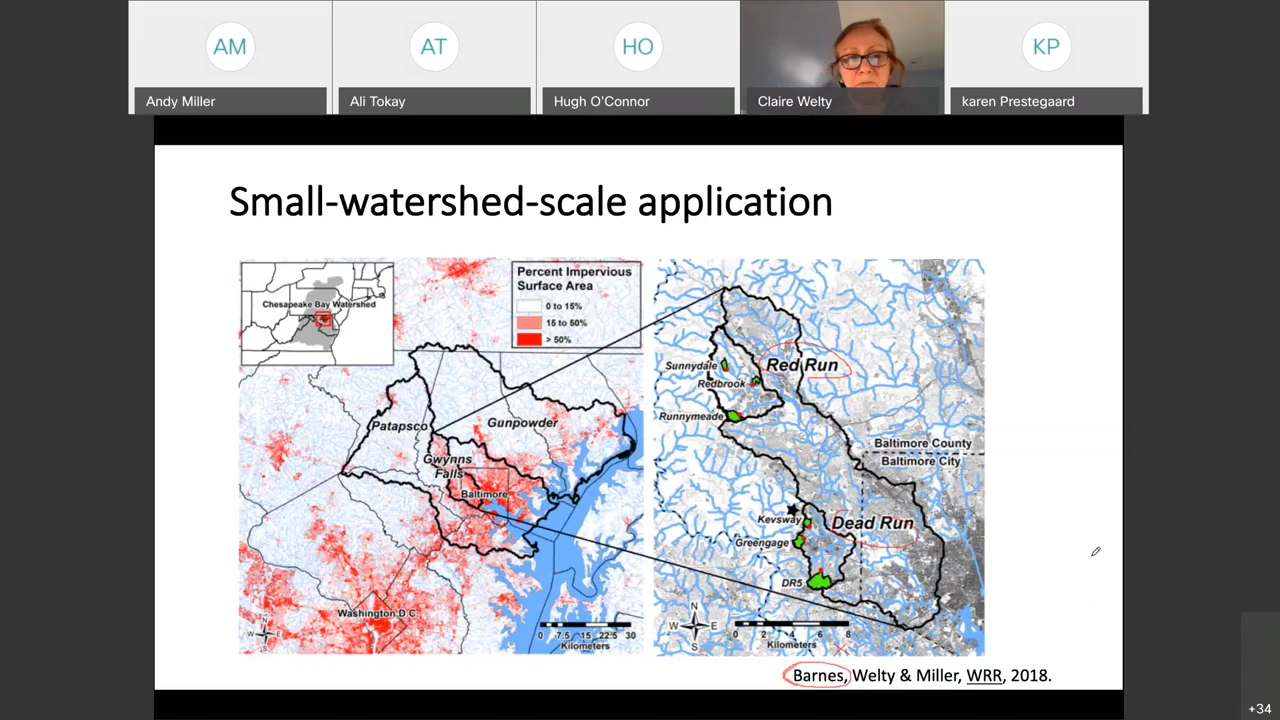 AM
AT
HO
KP
Andy Miller
Ali Tokay
Hugh O'Connor
Claire Welty
karen Prestegaard
Small-watershed-scale application
Chesapeake Bay Watershed
Percent Impervious
Surface Area
0 to 15%
15 to 50%
> 50%
Patapsco
Gunpowder
Gwynns
Falls
Baltimore
Washington D.C.
N
W E
S
0 7.5 15 22.5 30
Kilometers
Sunnydale
Redbrook
Red Run
Runnymeade
Baltimore County
Baltimore City
Kevsway
Dead Run
Greengage
DR5
N
W E
S
0 2 4 6 8
Kilometers
Barnes, Welty & Miller, WRR, 2018.
+34